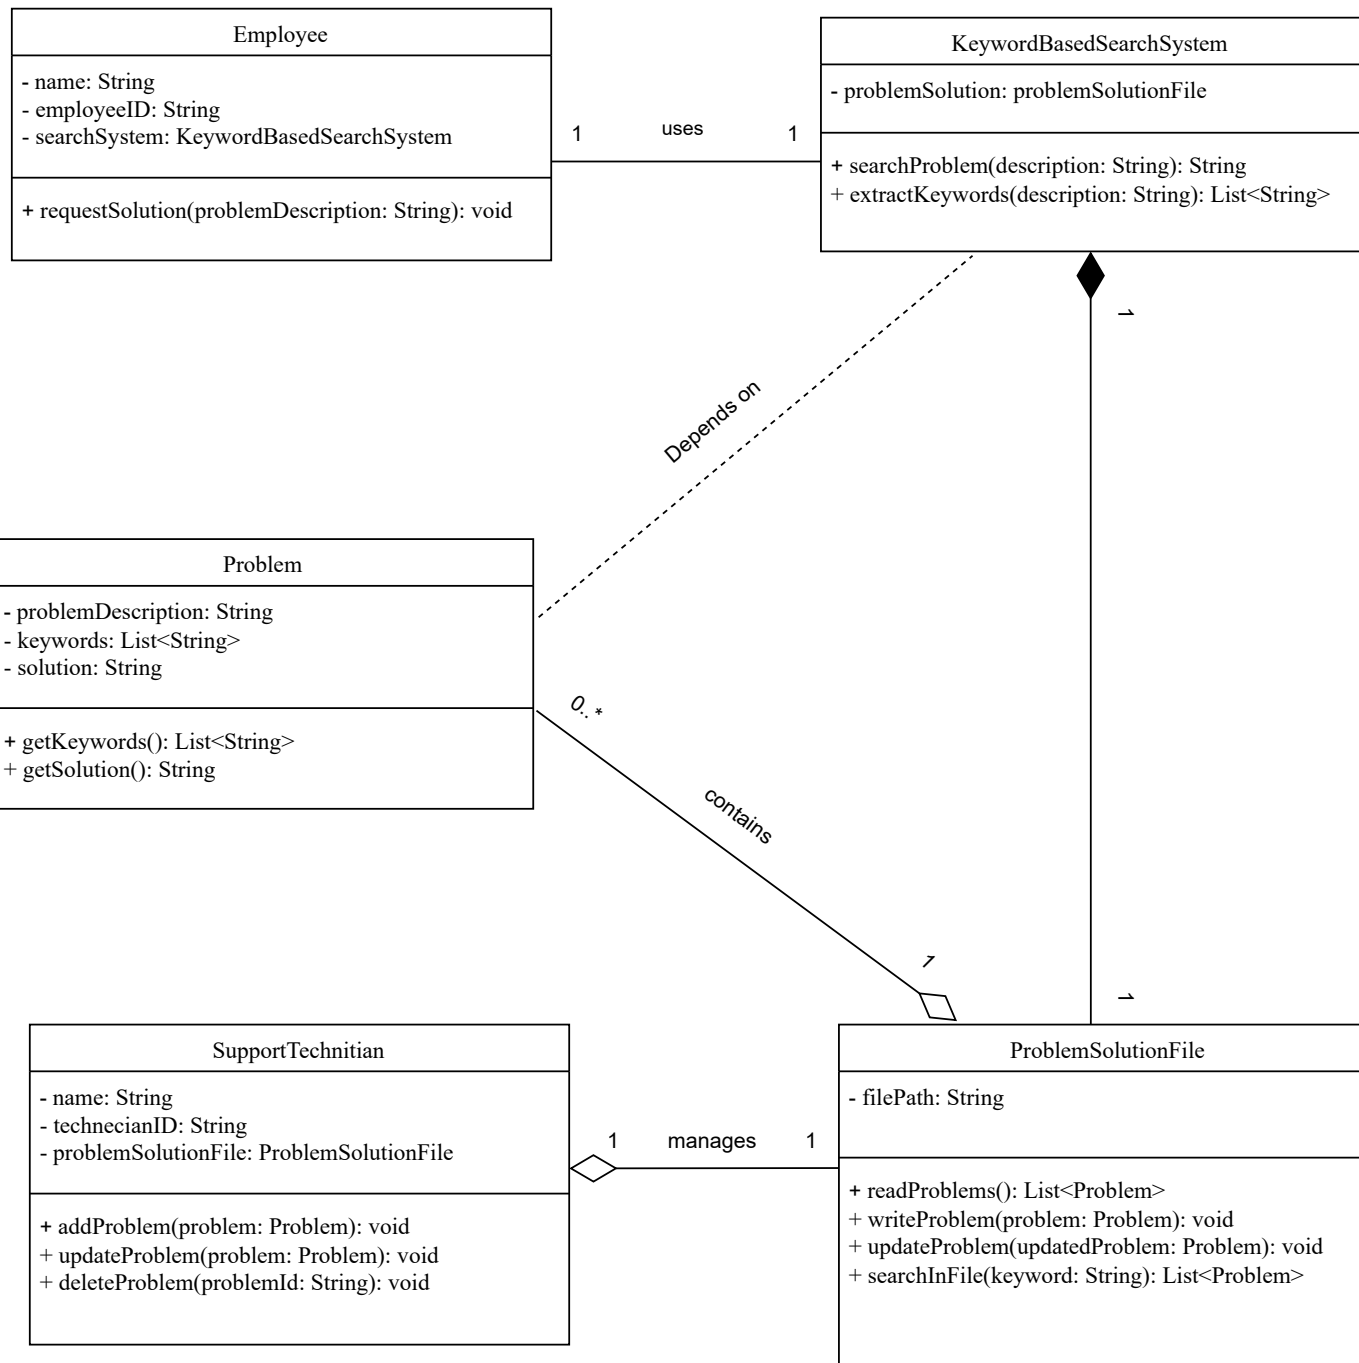 Employee
- name: String
- employeeID: String
- searchSystem: KeywordBasedSearchSystem
+ requestSolution(problemDescription: String): void
1 uses 1
KeywordBasedSearchSystem
- problemSolution: problemSolutionFile
+ searchProblem(description: String): String
+ extractKeywords(description: String): List<String>
1
Depends on
Problem
- problemDescription: String
- keywords: List<String>
- solution: String
+ getKeywords(): List<String>
+ getSolution(): String
0..*
contains
1
1
SupportTechnitian
- name: String
- technecianID: String
- problemSolutionFile: ProblemSolutionFile
+ addProblem(problem: Problem): void
+ updateProblem(problem: Problem): void
+ deleteProblem(problemId: String): void
1 manages 1
ProblemSolutionFile
- filePath: String
+ readProblems(): List<Problem>
+ writeProblem(problem: Problem): void
+ updateProblem(updatedProblem: Problem): void
+ searchInFile(keyword: String): List<Problem>